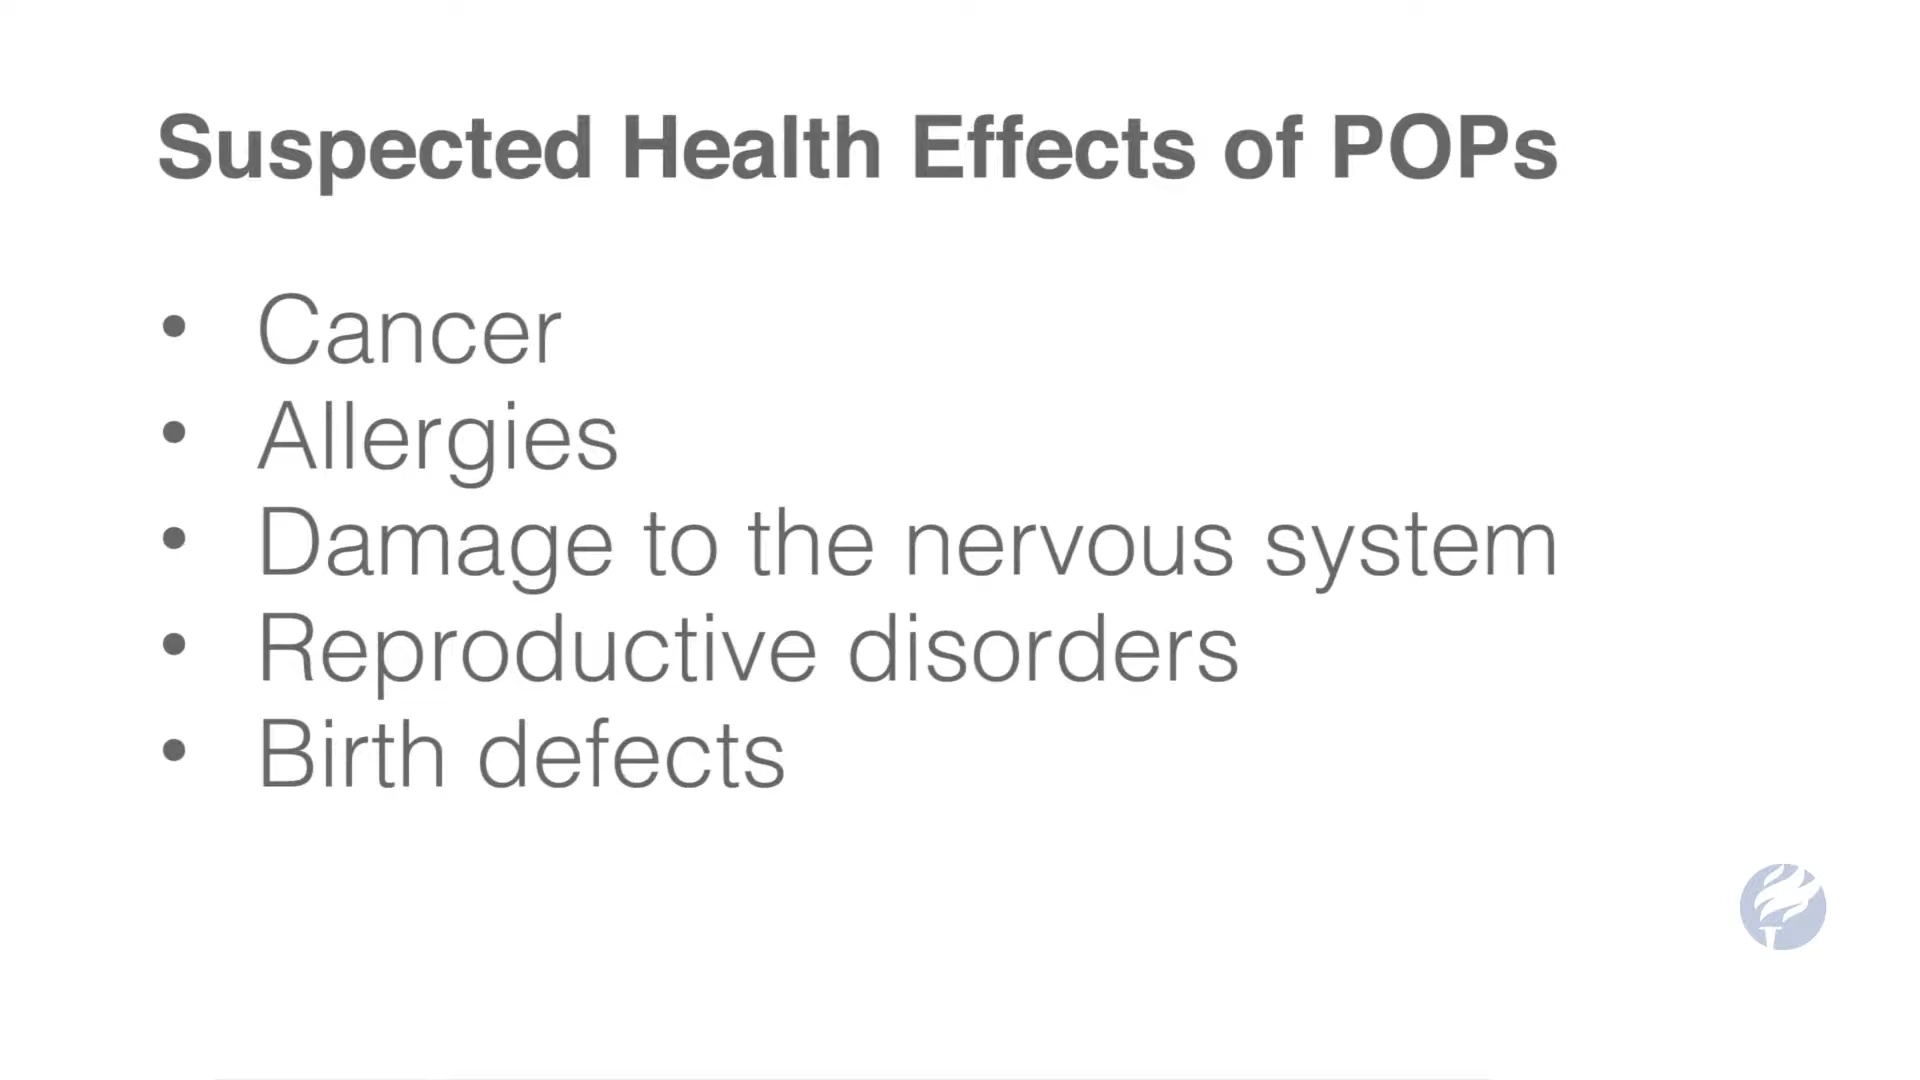 Suspected Health Effects of POPs
• Cancer
• Allergies
• Damage to the nervous system
• Reproductive disorders
• Birth defects